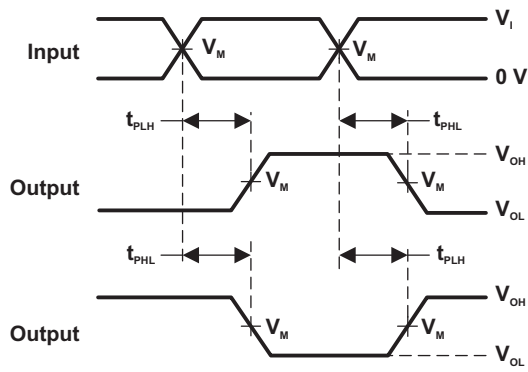 V_I
Input
V_M
V_M
0 V
t_PLH
t_PHL
V_OH
Output
V_M
V_M
V_OL
t_PHL
t_PLH
V_OH
V_M
V_M
Output
V_OL